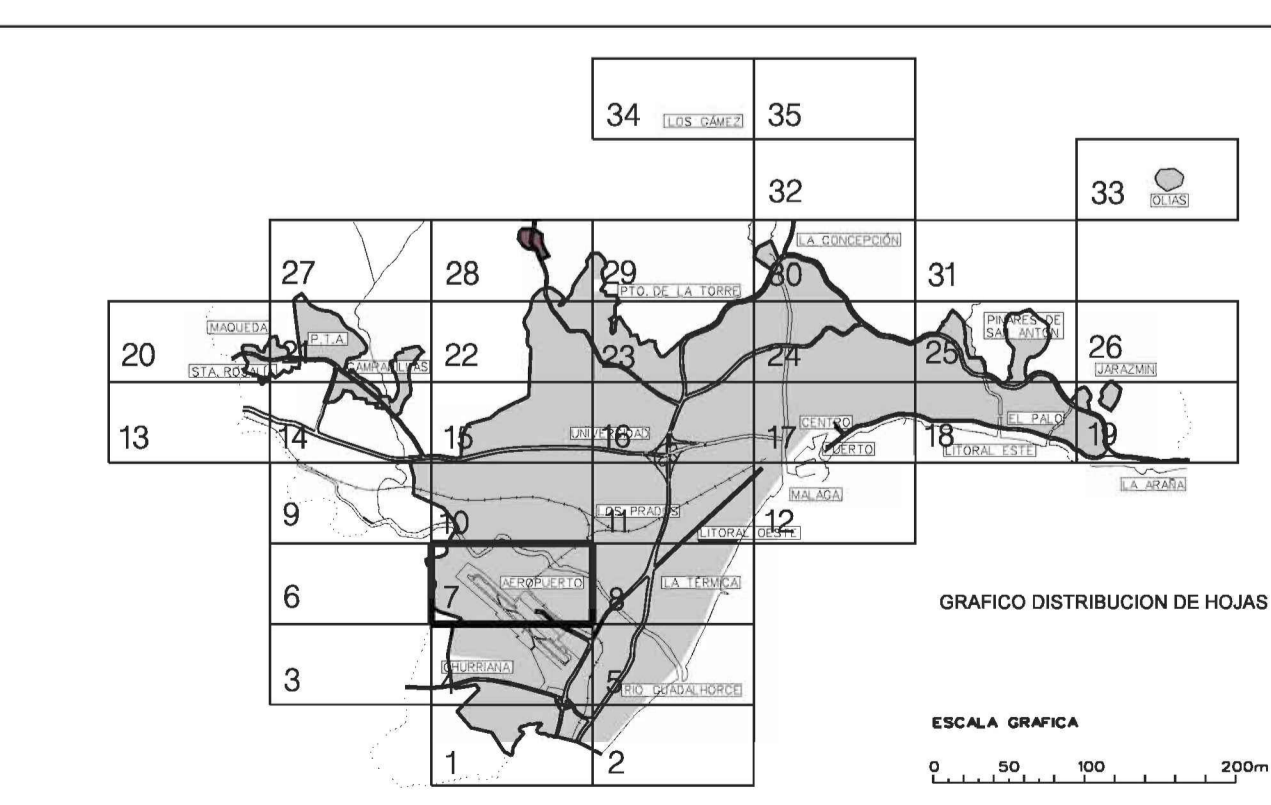 34 LOS GÁMEZ 35
32 33 OLIAS
LA CONCEPCIÓN
27 28 29 30 31
PTO. DE LA TORRE
MAQUEDA P.T.A. PINARES DE SAN ANTON
20 21 22 23 24 25 26
STA. ROSALIA CAMPANILLAS JARAZMIN
CENTRO EL PALO
13 14 15 UNIVERSIDAD 16 17 PUERTO 18 LITORAL ESTE 19
MALAGA LA ARAÑA
9 10 LOS PRADOS 11 12
LITORAL OESTE
6 7 AEROPUERTO 8 LA TERMICA
GRAFICO DISTRIBUCION DE HOJAS
CHURRIANA
3 5 RIO GUADALHORCE
ESCALA GRAFICA
1 2
0 50 100 200m